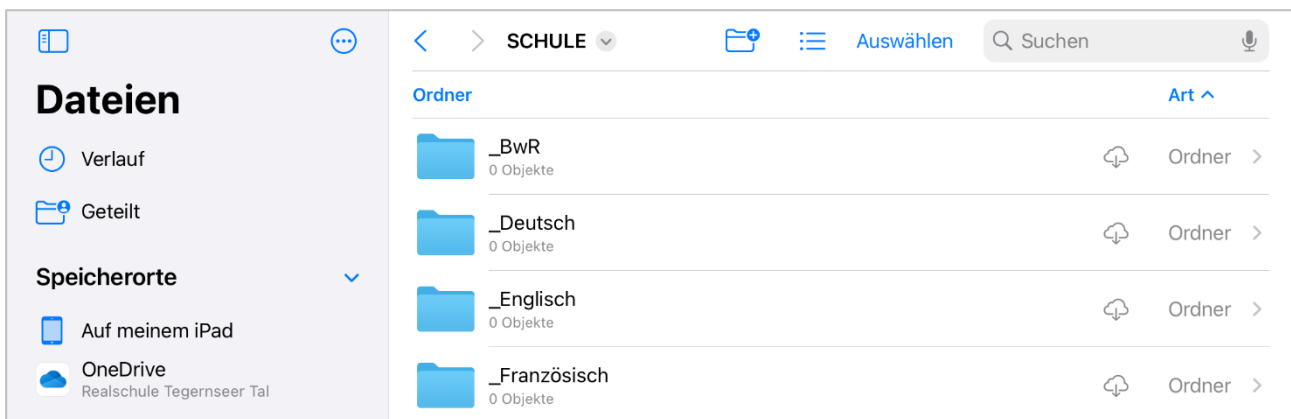 Dateien
Verlauf
Geteilt
Speicherorte
Auf meinem iPad
OneDrive
Realschule Tegernseer Tal
SCHULE
Auswählen
Suchen
Ordner
Art
_BwR
0 Objekte
Ordner
_Deutsch
0 Objekte
Ordner
_Englisch
0 Objekte
Ordner
_Französisch
0 Objekte
Ordner